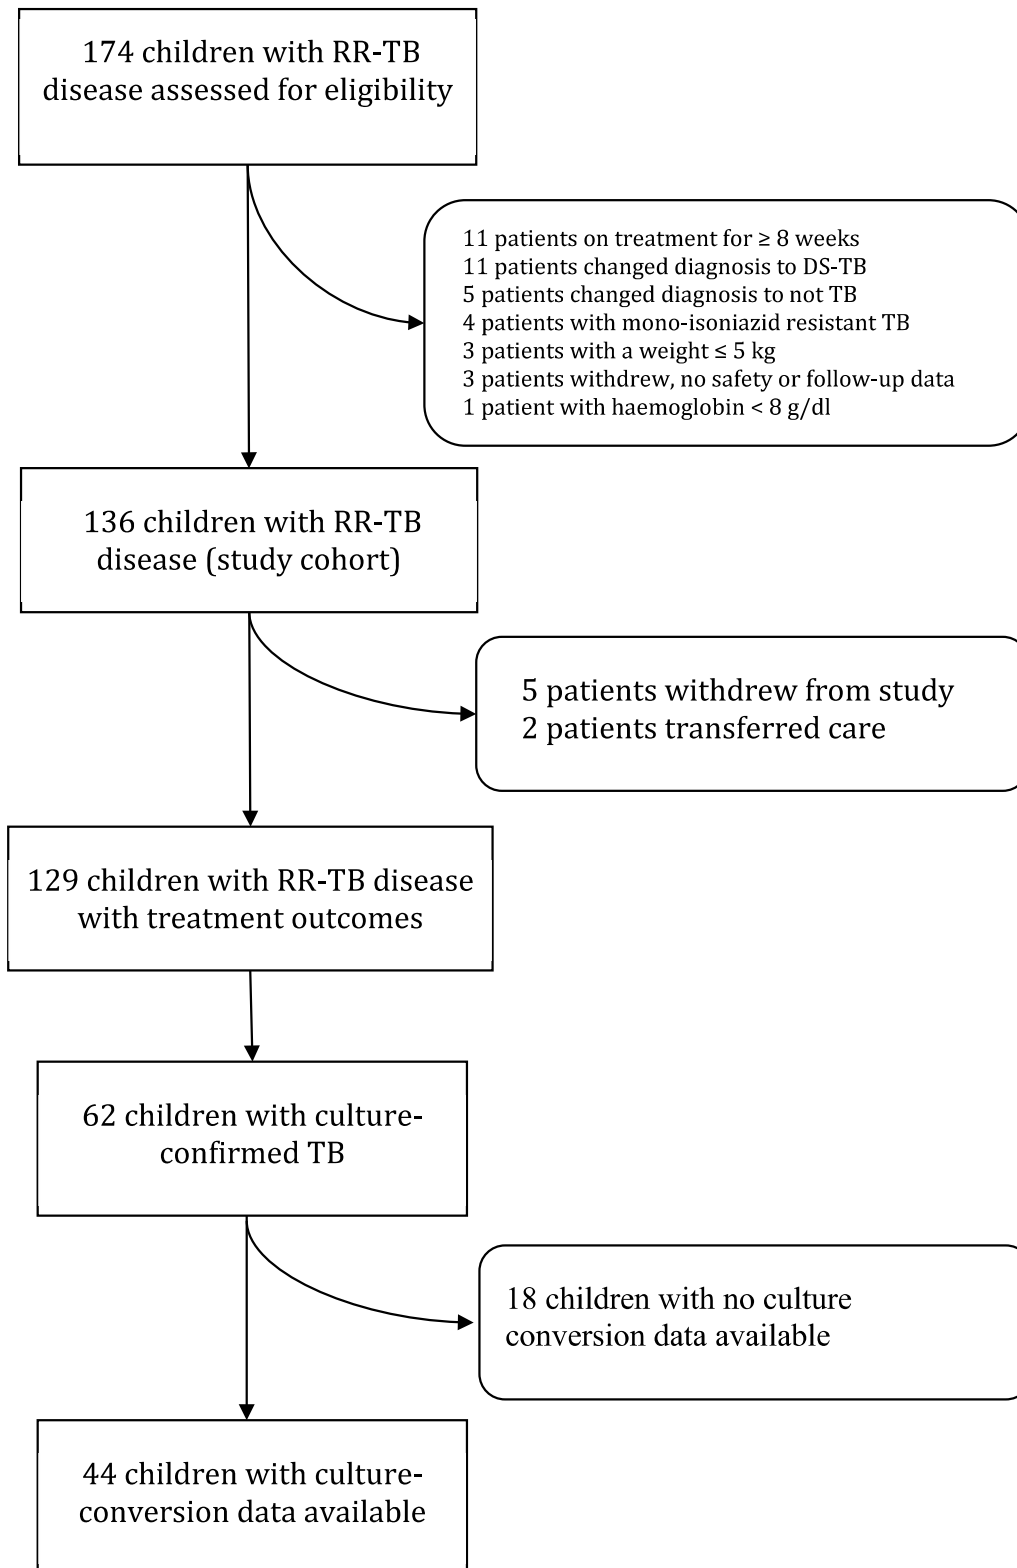 174 children with RR-TB
disease assessed for eligibility
11 patients on treatment for ≥ 8 weeks
11 patients changed diagnosis to DS-TB
5 patients changed diagnosis to not TB
4 patients with mono-isoniazid resistant TB
3 patients with a weight ≤ 5 kg
3 patients withdrew, no safety or follow-up data
1 patient with haemoglobin < 8 g/dl
136 children with RR-TB
disease (study cohort)
5 patients withdrew from study
2 patients transferred care
129 children with RR-TB disease
with treatment outcomes
62 children with culture-
confirmed TB
18 children with no culture
conversion data available
44 children with culture-
conversion data available